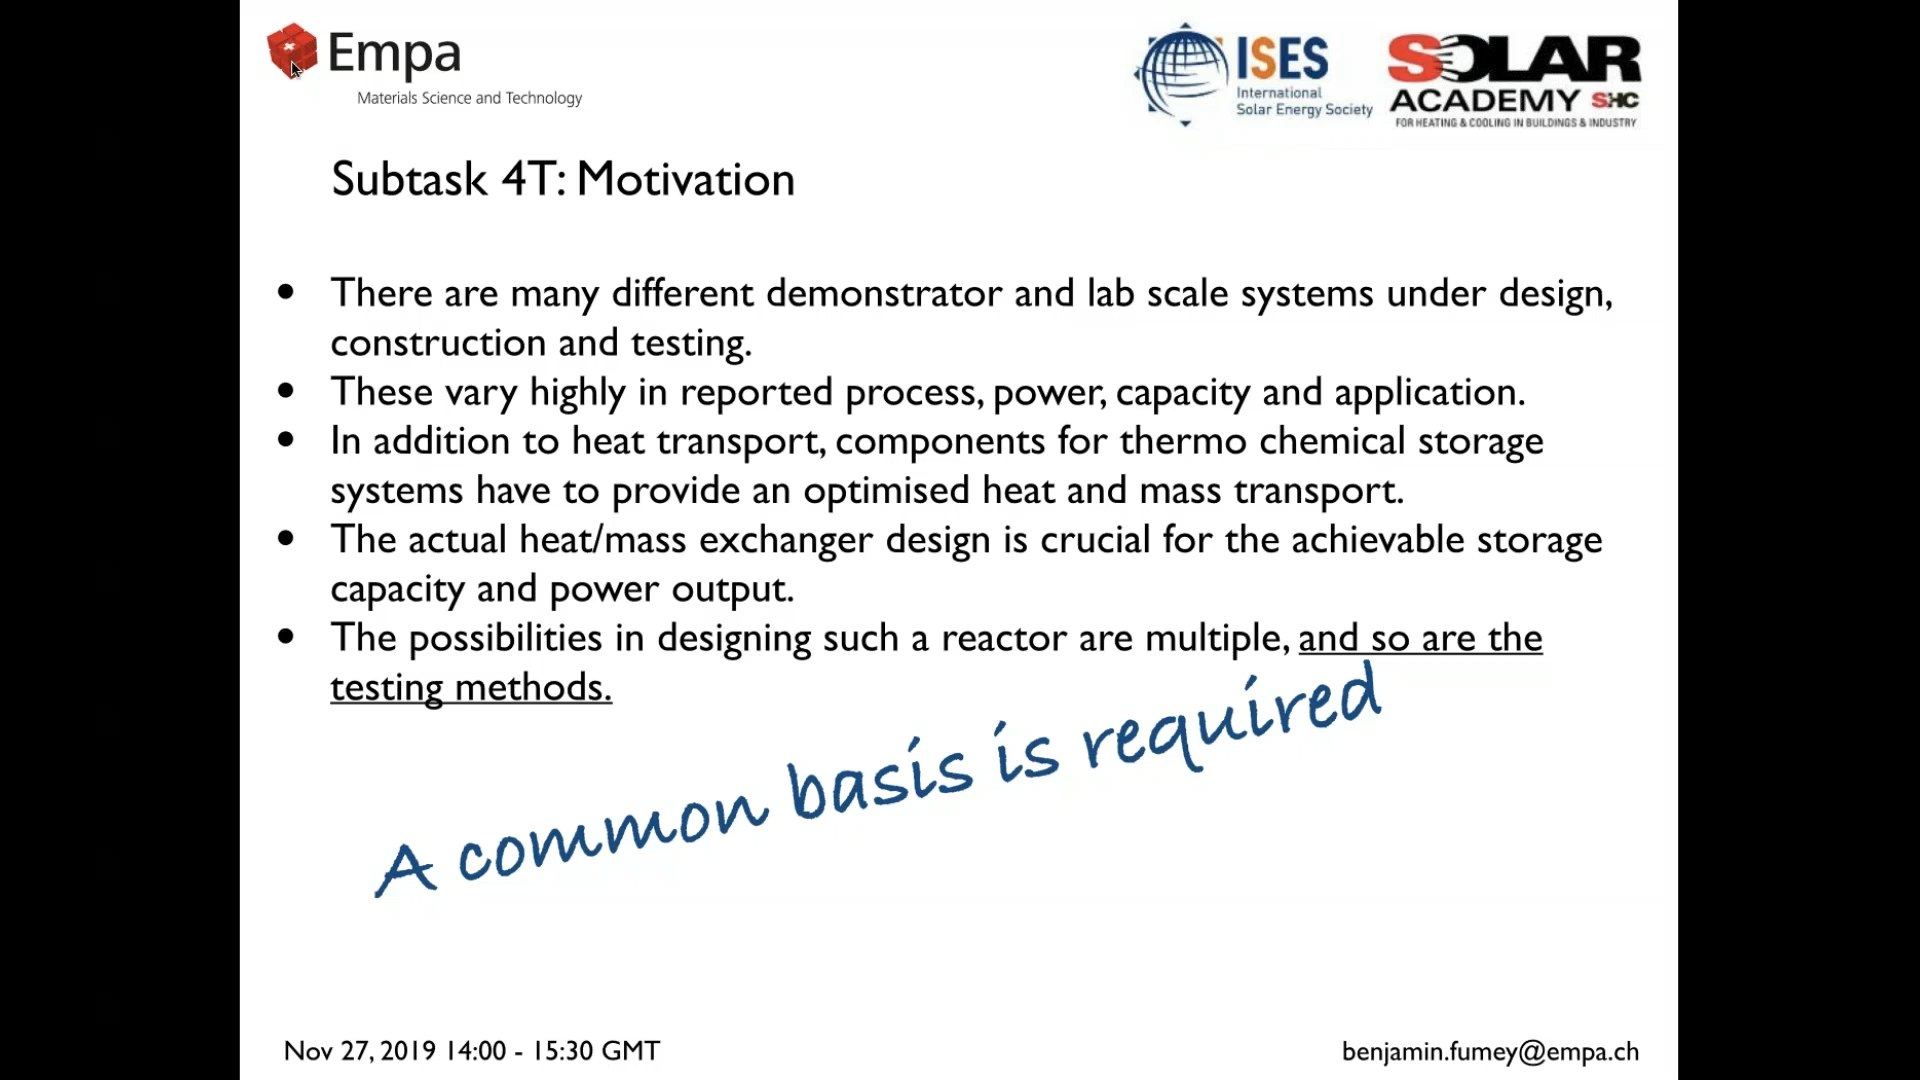 Empa
Materials Science and Technology
ISES
International
Solar Energy Society
SOLAR
ACADEMY SHC
FOR HEATING & COOLING IN BUILDINGS & INDUSTRY
Subtask 4T: Motivation
• There are many different demonstrator and lab scale systems under design,
construction and testing.
• These vary highly in reported process, power, capacity and application.
• In addition to heat transport, components for thermo chemical storage
systems have to provide an optimised heat and mass transport.
• The actual heat/mass exchanger design is crucial for the achievable storage
capacity and power output.
• The possibilities in designing such a reactor are multiple, and so are the
testing methods.
A common basis is required
Nov 27, 2019 14:00 - 15:30 GMT
benjamin.fumey@empa.ch